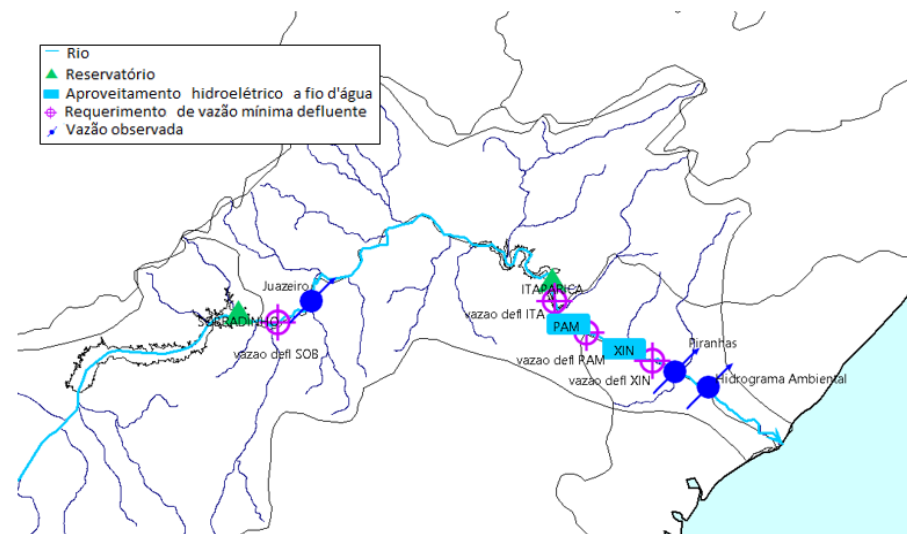 Rio
Reservatório
Aproveitamento hidroelétrico a fio d'água
Requerimento de vazão mínima defluente
Vazão observada
Juazeiro
SOBRADINHO
vazao defl SOB
ITAPARICA
vazao defl ITA
PAM
vazao defl PAM
XIN
vazao defl XIN
Piranhas
Hidrograma Ambiental